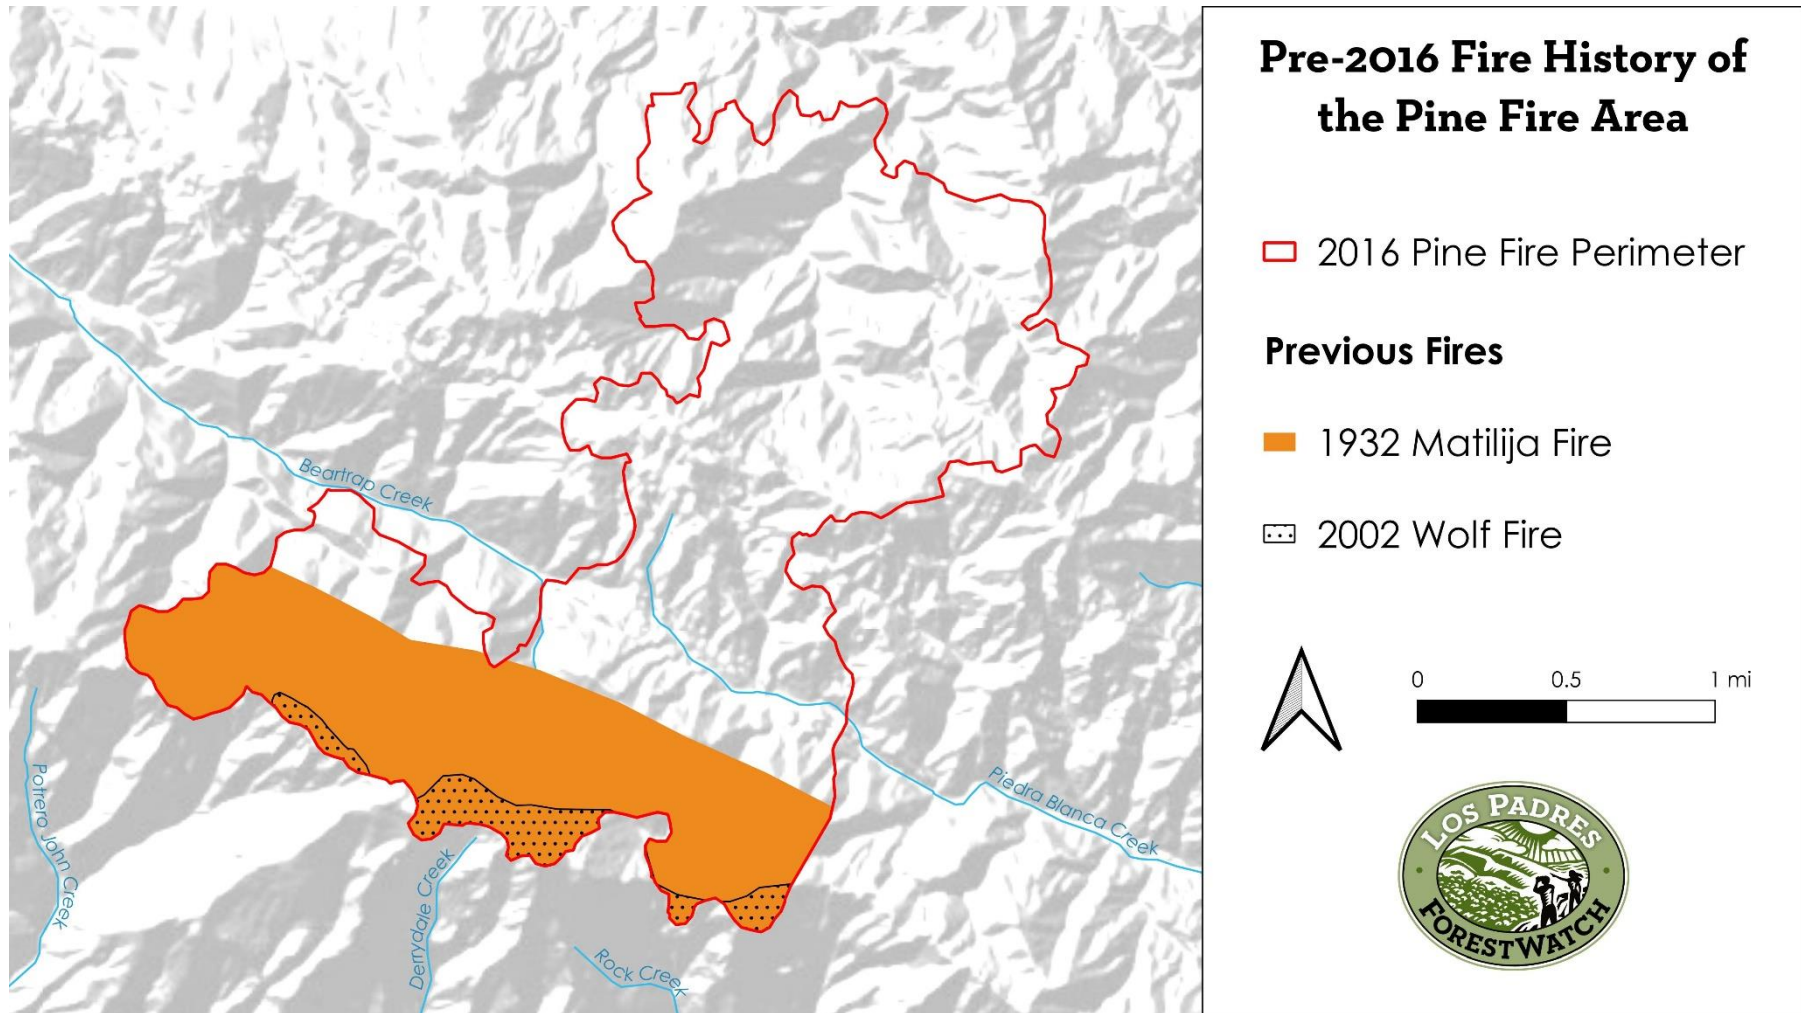 Pre-2016 Fire History of
the Pine Fire Area
2016 Pine Fire Perimeter
Previous Fires
1932 Matilija Fire
2002 Wolf Fire
0 0.5 1 mi
LOS PADRES
FORESTWATCH
Beartrap Creek
Piedra Blanca Creek
Potrero John Creek
Derrydale Creek
Rock Creek